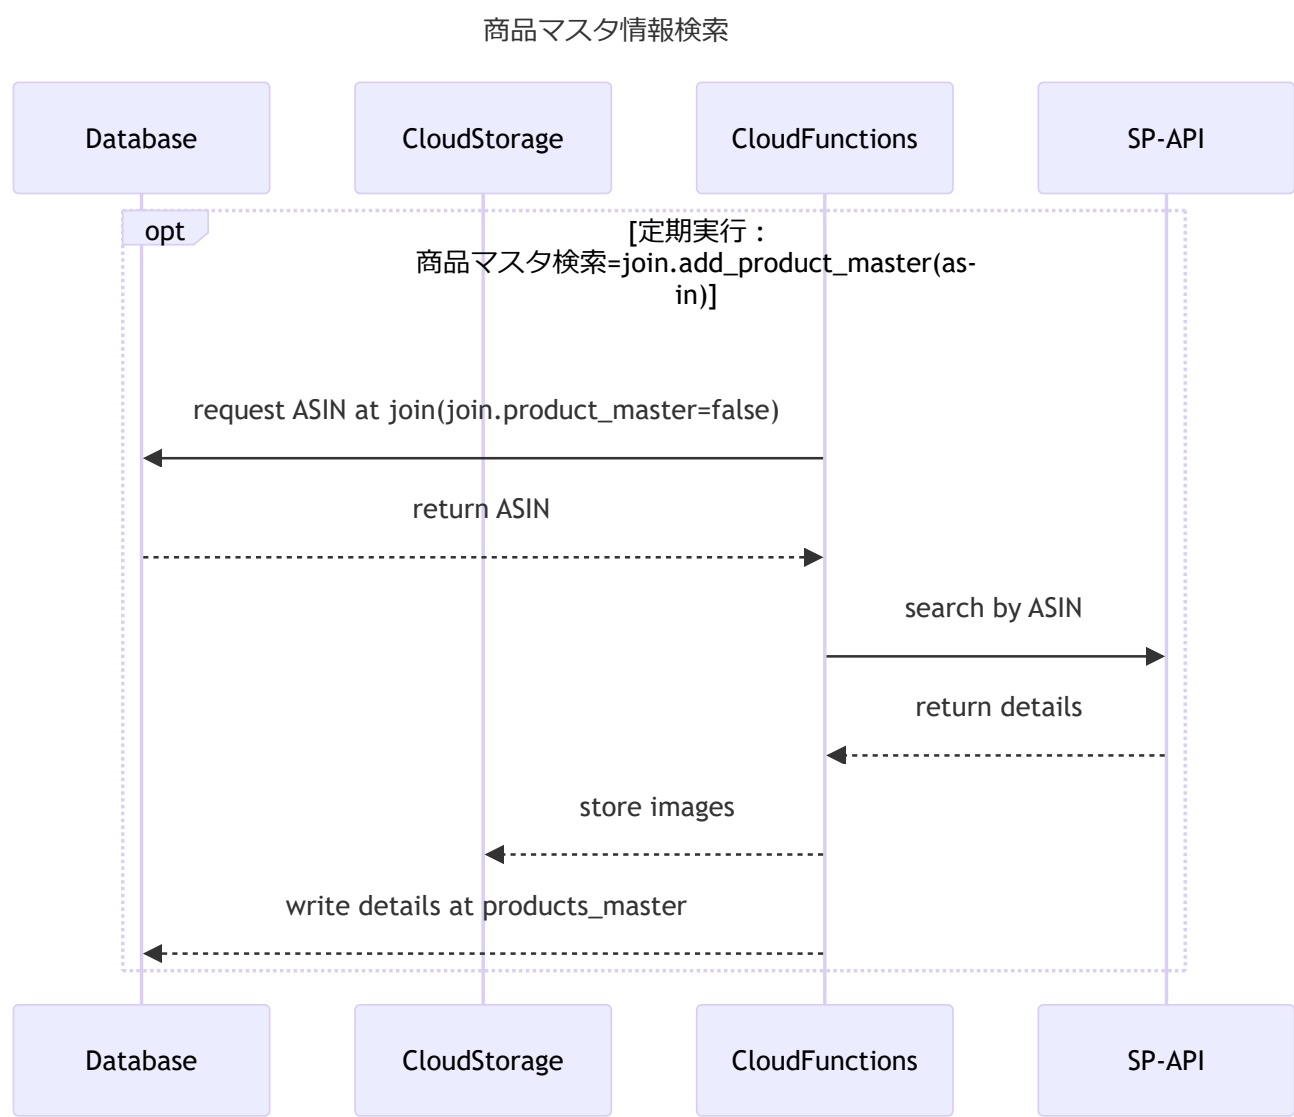 商品マスタ情報検索
Database
CloudStorage
CloudFunctions
SP-API
opt
[定期実行：
商品マスタ検索=join.add_product_master(as-
in)]
request ASIN at join(join.product_master=false)
return ASIN
search by ASIN
return details
store images
write details at products_master
Database
CloudStorage
CloudFunctions
SP-API